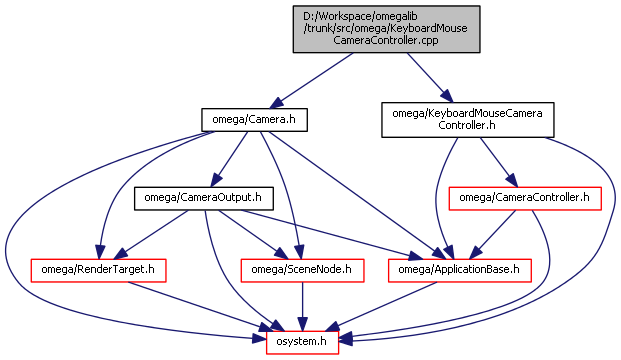 D:/Workspace/omegalib
/trunk/src/omega/KeyboardMouse
CameraController.cpp
omega/Camera.h
omega/KeyboardMouseCamera
Controller.h
omega/CameraOutput.h
omega/CameraController.h
omega/RenderTarget.h
omega/SceneNode.h
omega/ApplicationBase.h
osystem.h